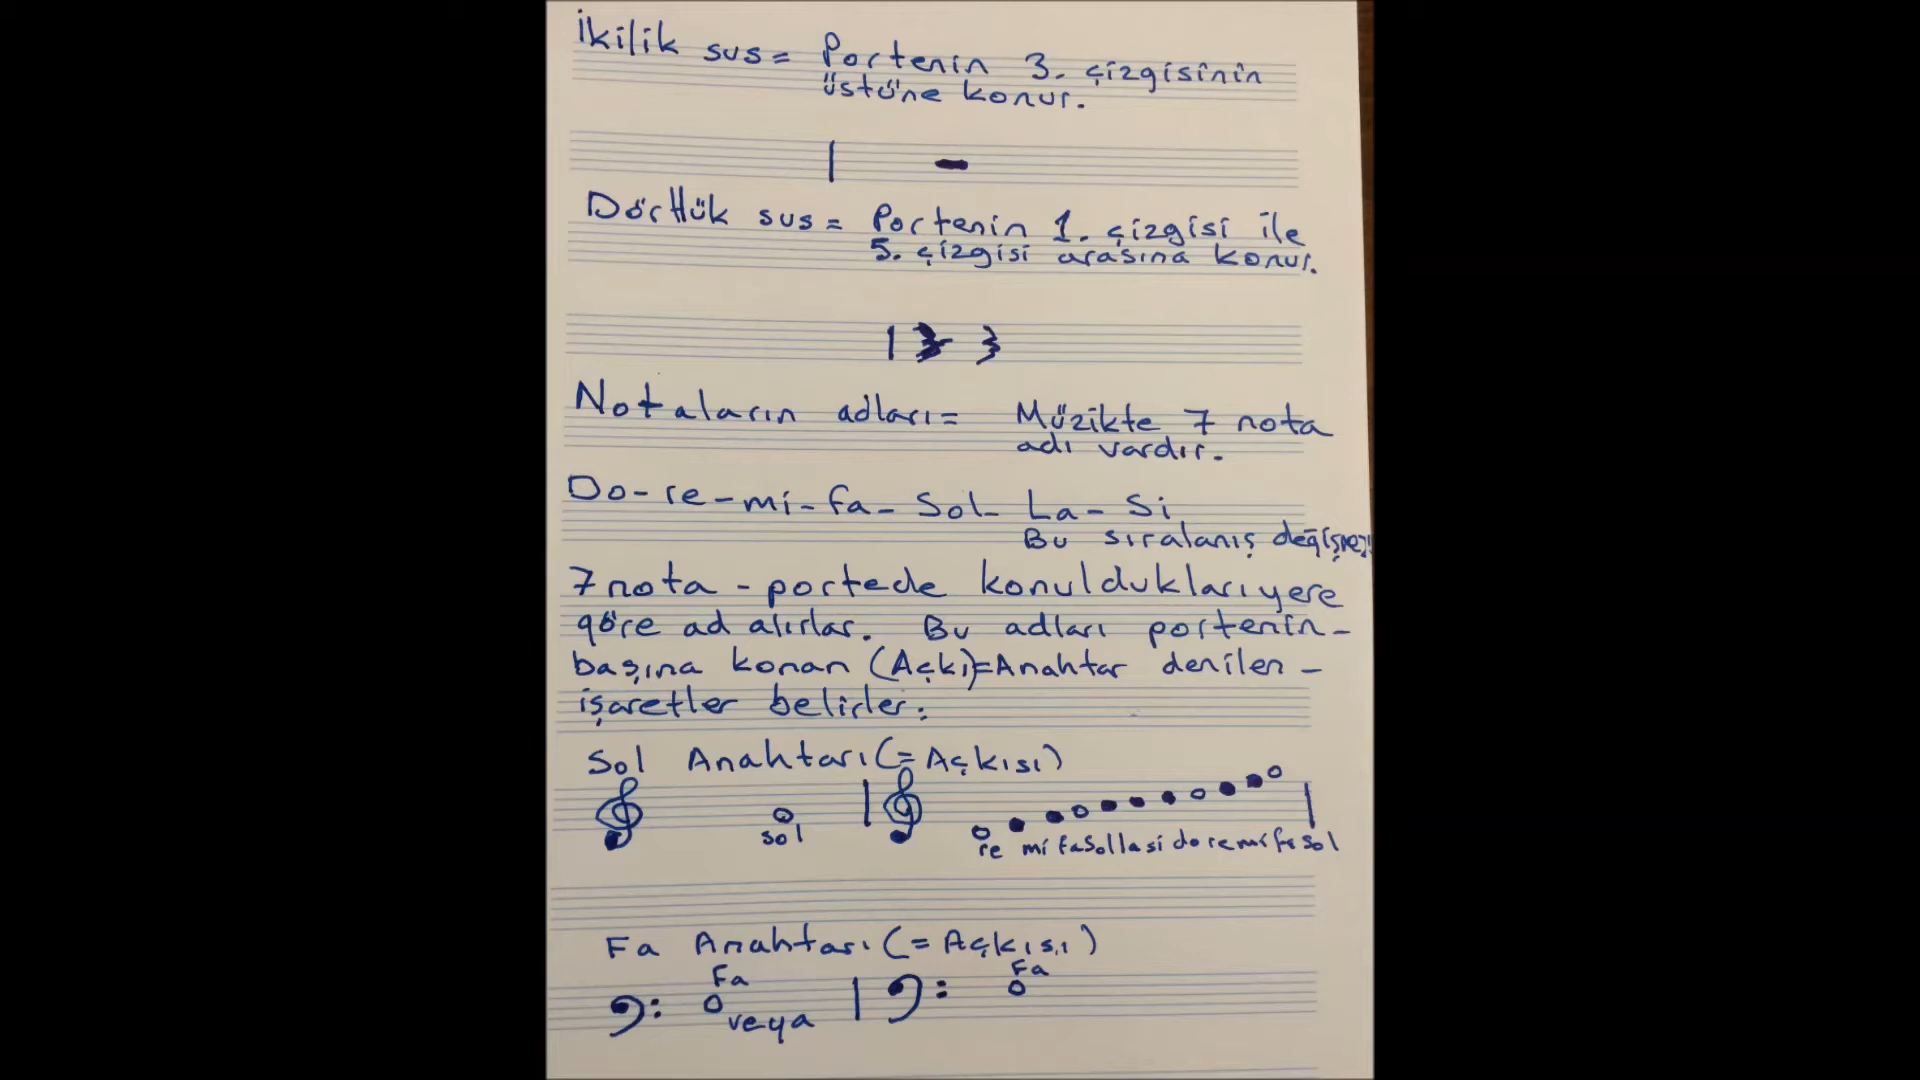 İkilik sus= Portenin 3. çizgisinin
üstüne konur.
Dörtlük sus= Portenin 1. çizgisi ile
5. çizgisi arasına konur.
Notaların adları= Müzikte 7 nota
adı vardır.
Do-re-mi-fa-Sol-La-Si
Bu sıralanış değişmez!
7 nota - portede konuldukları yere
göre ad alırlar. Bu adları portenin-
başına konan (Açkı)=Anahtar denilen-
işaretler belirler:
Sol Anahtarı(=Açkısı)
sol
re mi fa Sol la si do re mi fa sol
Fa Anahtarı(=Açkısı)
Fa Fa
veya